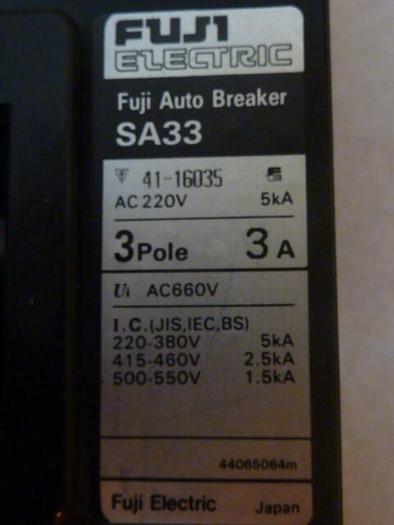 FUJI
ELECTRIC
Fuji Auto Breaker
SA33
41-16035
AC 220V 5kA
3Pole 3A
Ui AC660V
I.C.(JIS,IEC,BS)
220-380V 5kA
415-460V 2.5kA
500-550V 1.5kA
44065064m
Fuji Electric Japan